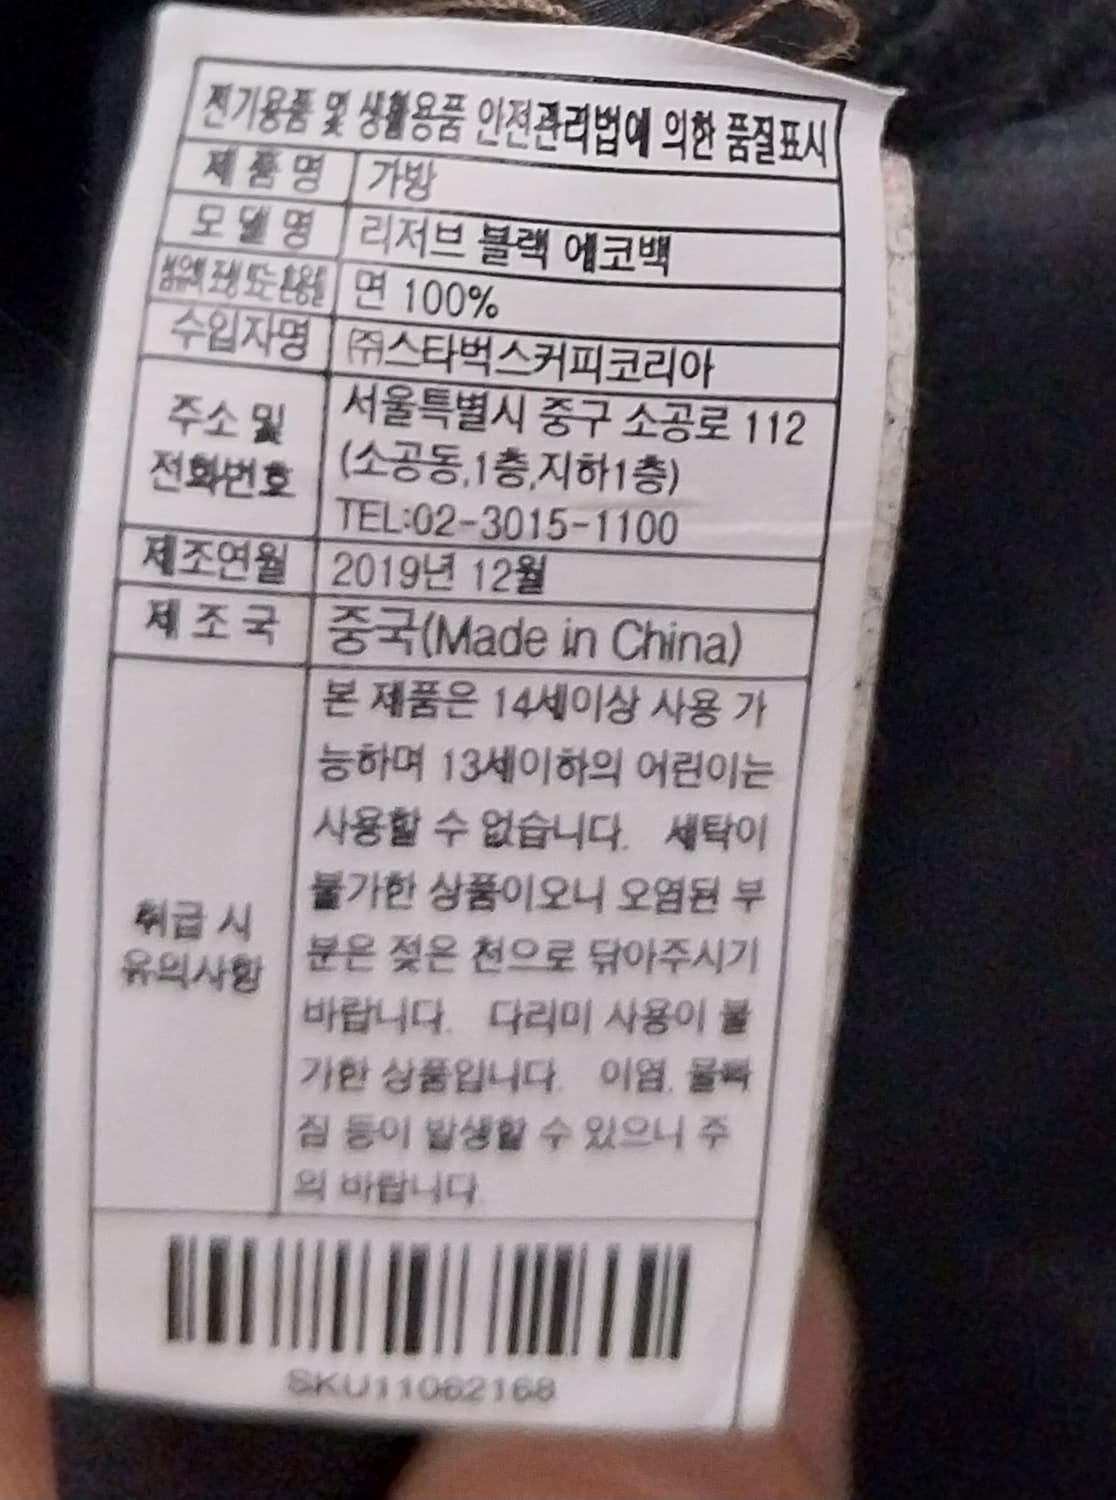 전기용품 및 생활용품 안전관리법에 의한 품질표시
제품명 가방
모델명 리저브 블랙 에코백
섬유의 조성 또는 혼용율 면 100%
수입자명 ㈜스타벅스커피코리아
주소 및 전화번호 서울특별시 중구 소공로 112
(소공동,1층,지하1층)
TEL:02-3015-1100
제조연월 2019년 12월
제조국 중국(Made in China)
취급 시 유의사항
본 제품은 14세이상 사용 가
능하며 13세이하의 어린이는
사용할 수 없습니다. 세탁이
불가한 상품이오니 오염된 부
분은 젖은 천으로 닦아주시기
바랍니다. 다리미 사용이 불
가한 상품입니다. 이염, 물빠
짐 등이 발생할 수 있으니 주
의 바랍니다.
SKU11062168